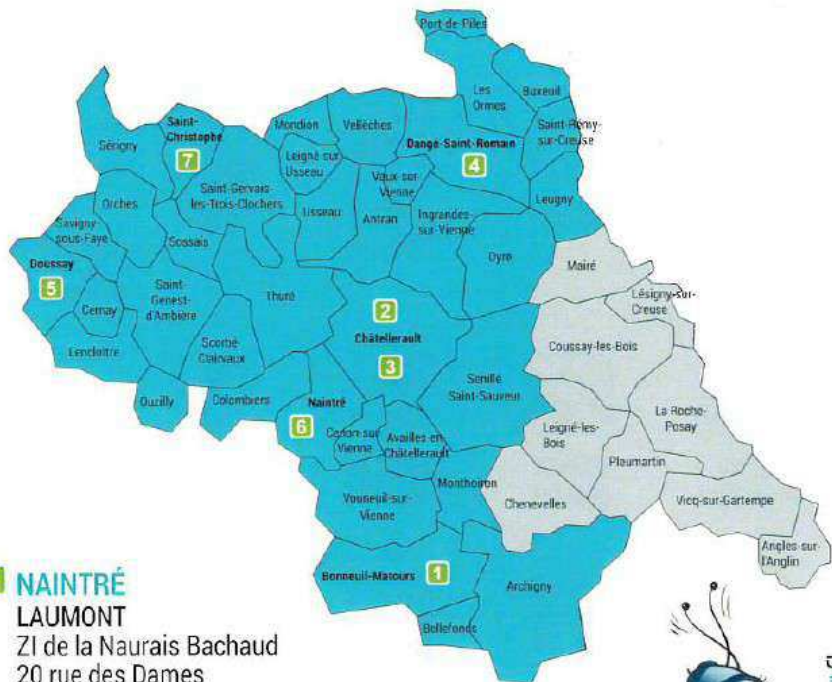 Port-de-Piles
Les
Ormes
Buxeuil
Saint-Rémy-
sur-Creuse
Saint-
Christophe
7
Mondion
Vellèches
Dangé-Saint-Romain
4
Sérigny
Leigné sur
Usseau
Vaux-sur-
Vienne
Saint-Gervais-
les-Trois-Clochers
Leugny
Orches
Usseau
Antran
Ingrandes-
sur-Vienne
Savigny
sous-Faye
Sossais
Oyré
Mairé
Doussay
5
Saint-
Genest-
d'Ambière
Thuré
Cernay
2
Lésigny-sur-
Creuse
Châtellerault
3
Coussay-les-Bois
Lencloitre
Scorbé
Clairvaux
Senillé
Saint-Sauveur
Ouzilly
Colombiers
Naintré
6
Cenon-sur
Vienne
Availles en
Châtellerault
Leigné-les-
Bois
La Roche-
Posay
Pleumartin
Monthoiron
Chenevelles
Vicq-sur-Gartempe
Vouneuil-sur-
Vienne
Angles-sur-
l'Anglin
Bonneuil-Matours
1
Archigny
Bellefonds
NAINTRÉ
LAUMONT
ZI de la Naurais Bachaud
20 rue des Dames